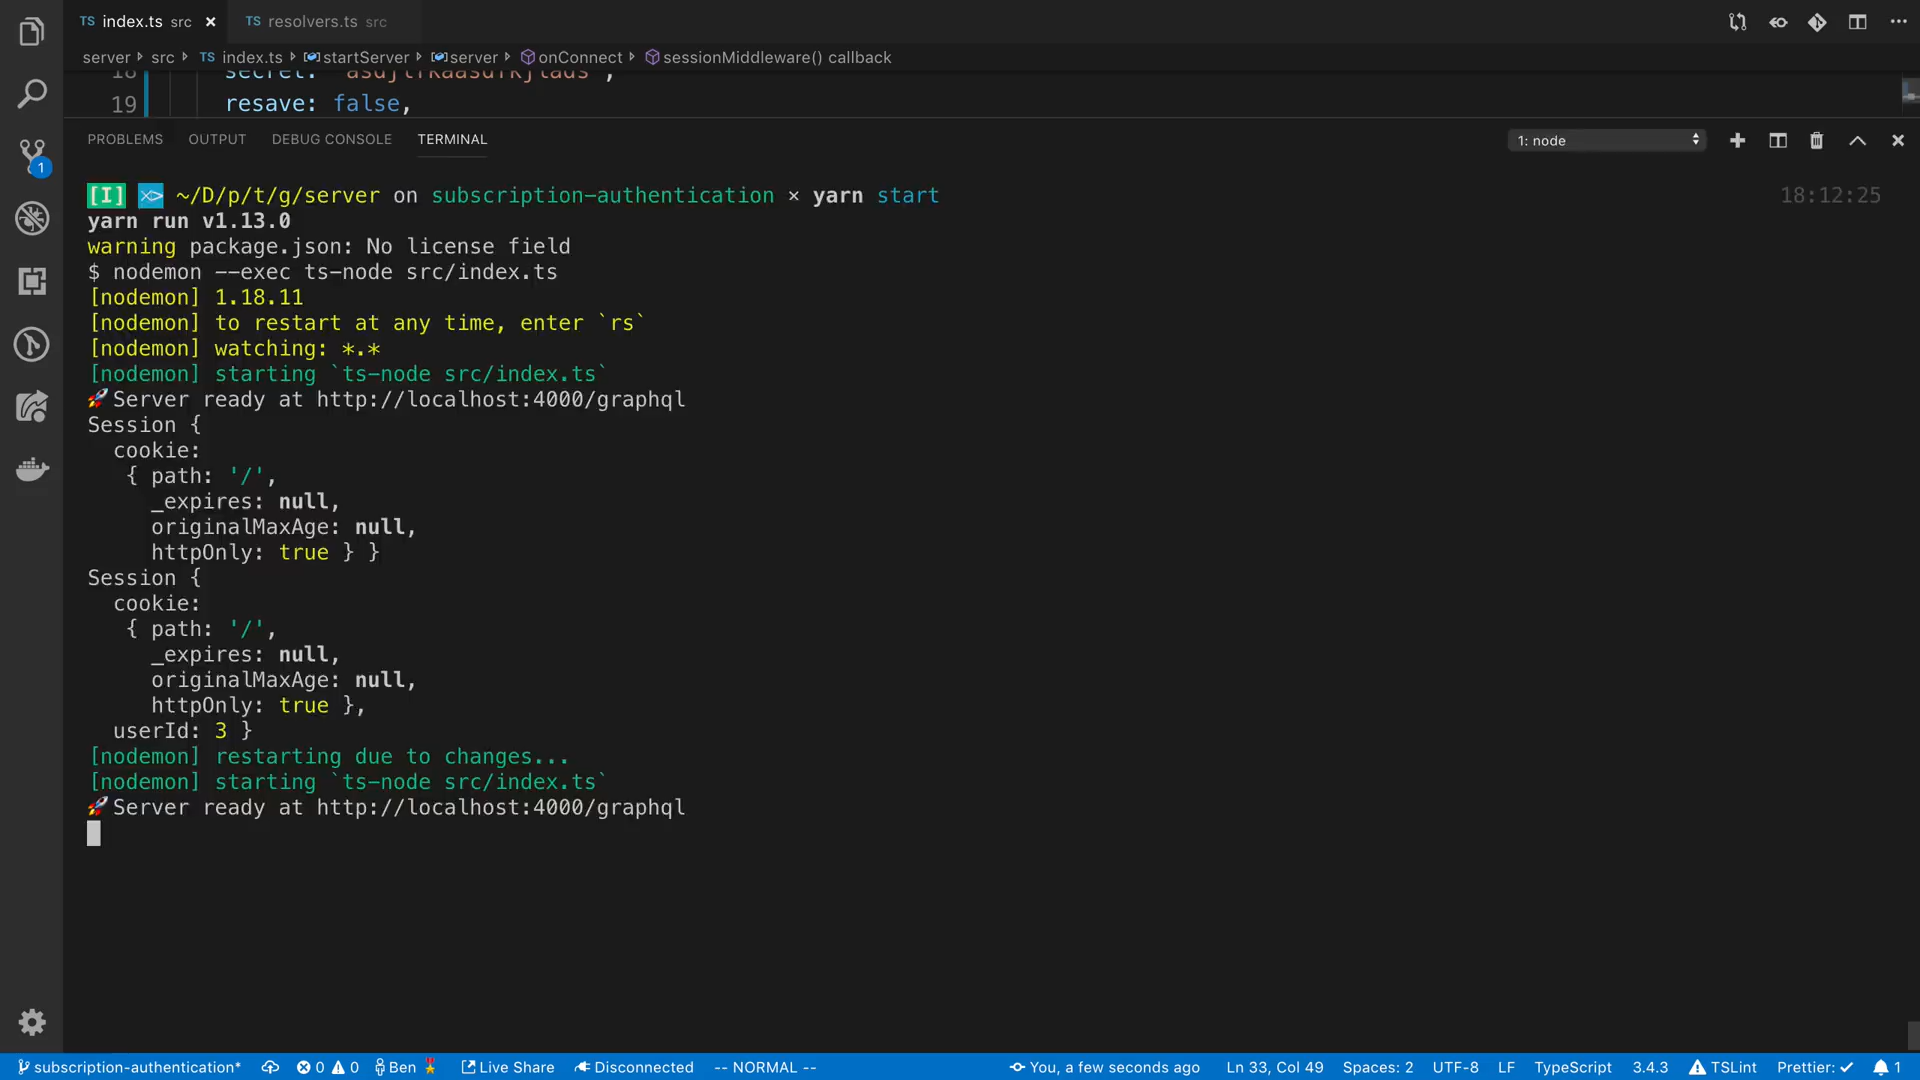 TS index.ts src × TS resolvers.ts src
server › src › TS index.ts › startServer › server › onConnect › sessionMiddleware() callback
19 resave: false,
PROBLEMS OUTPUT DEBUG CONSOLE TERMINAL 1: node
[I] ~/D/p/t/g/server on subscription-authentication × yarn start 18:12:25
yarn run v1.13.0
warning package.json: No license field
$ nodemon --exec ts-node src/index.ts
[nodemon] 1.18.11
[nodemon] to restart at any time, enter `rs`
[nodemon] watching: *.*
[nodemon] starting `ts-node src/index.ts`
🚀Server ready at http://localhost:4000/graphql
Session {
cookie:
{ path: '/',
_expires: null,
originalMaxAge: null,
httpOnly: true } }
Session {
cookie:
{ path: '/',
_expires: null,
originalMaxAge: null,
httpOnly: true },
userId: 3 }
[nodemon] restarting due to changes...
[nodemon] starting `ts-node src/index.ts`
🚀Server ready at http://localhost:4000/graphql
1
subscription-authentication* 0 0 Ben Live Share Disconnected -- NORMAL -- You, a few seconds ago Ln 33, Col 49 Spaces: 2 UTF-8 LF TypeScript 3.4.3 TSLint Prettier: ✓ 1